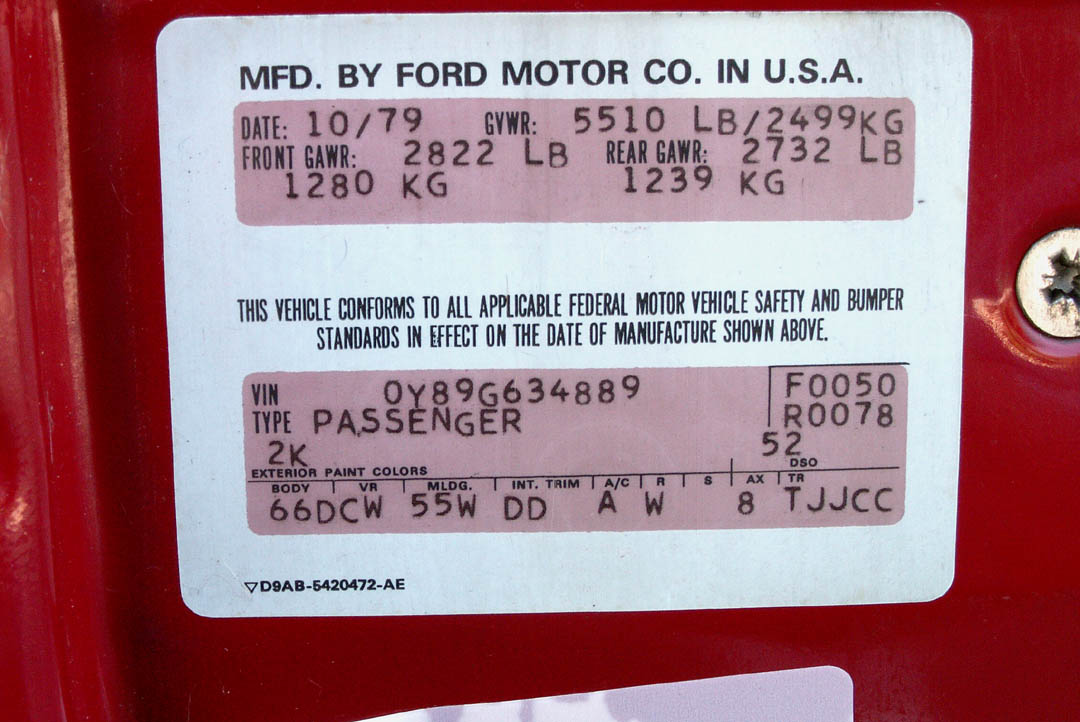 MFD. BY FORD MOTOR CO. IN U.S.A.
DATE: 10/79 GVWR: 5510 LB/2499KG
FRONT GAWR: 2822 LB REAR GAWR: 2732 LB
1280 KG 1239 KG
THIS VEHICLE CONFORMS TO ALL APPLICABLE FEDERAL MOTOR VEHICLE SAFETY AND BUMPER
STANDARDS IN EFFECT ON THE DATE OF MANUFACTURE SHOWN ABOVE.
VIN 0Y89G634889 F0050
TYPE PASSENGER R0078
2K 52
EXTERIOR PAINT COLORS DSO
BODY VR MLDG. INT. TRIM A/C R S AX TR
66DCW 55W DD A W 8 TJJCC
▽D9AB-5420472-AE